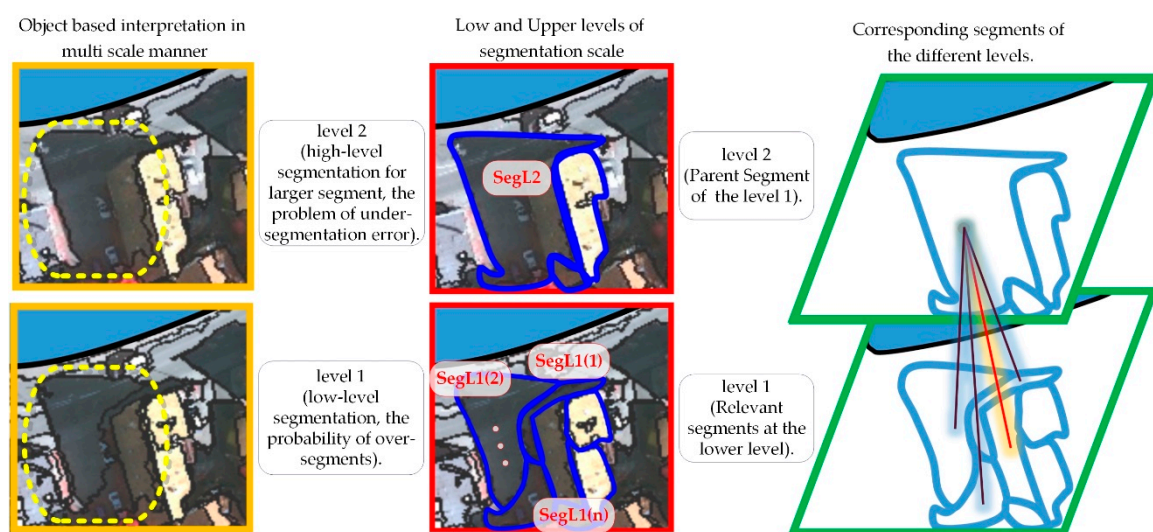 Object based interpretation in
multi scale manner
Low and Upper levels of
segmentation scale
Corresponding segments of
the different levels.
level 2
(high-level
segmentation for
larger segment, the
problem of under-
segmentation error).
SegL2
level 2
(Parent Segment
of the level 1).
level 1
(low-level
segmentation, the
probability of over-
segments).
SegL1(1)
SegL1(2)
SegL1(n)
level 1
(Relevant
segments at the
lower level).